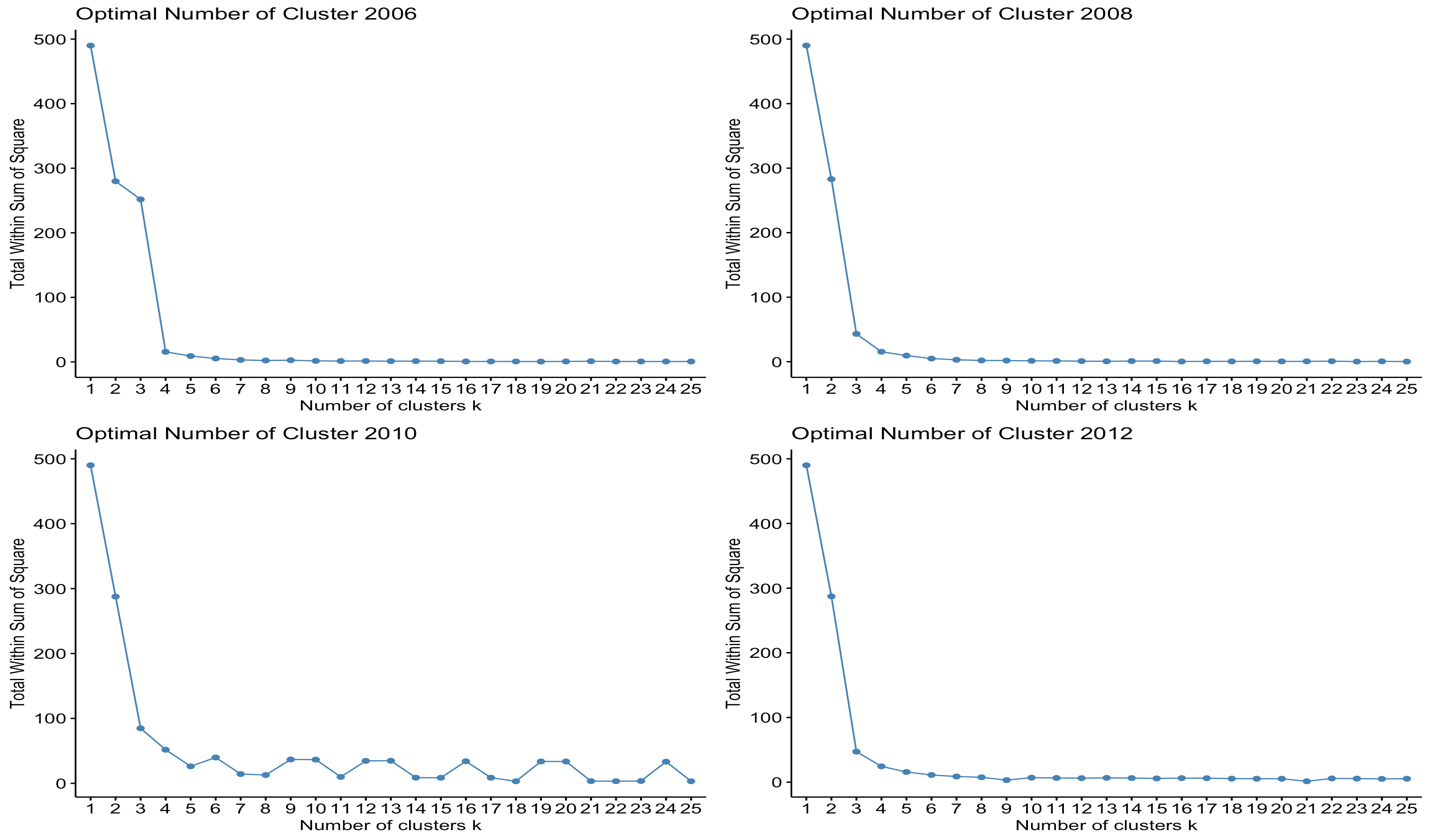 Optimal Number of Cluster 2006
500
400
300
200
100
0
Total Within Sum of Square
1 2 3 4 5 6 7 8 9 10 11 12 13 14 15 16 17 18 19 20 21 22 23 24 25
Number of clusters k
Optimal Number of Cluster 2008
500
400
300
200
100
0
Total Within Sum of Square
1 2 3 4 5 6 7 8 9 10 11 12 13 14 15 16 17 18 19 20 21 22 23 24 25
Number of clusters k
Optimal Number of Cluster 2010
500
400
300
200
100
0
Total Within Sum of Square
1 2 3 4 5 6 7 8 9 10 11 12 13 14 15 16 17 18 19 20 21 22 23 24 25
Number of clusters k
Optimal Number of Cluster 2012
500
400
300
200
100
0
Total Within Sum of Square
1 2 3 4 5 6 7 8 9 10 11 12 13 14 15 16 17 18 19 20 21 22 23 24 25
Number of clusters k